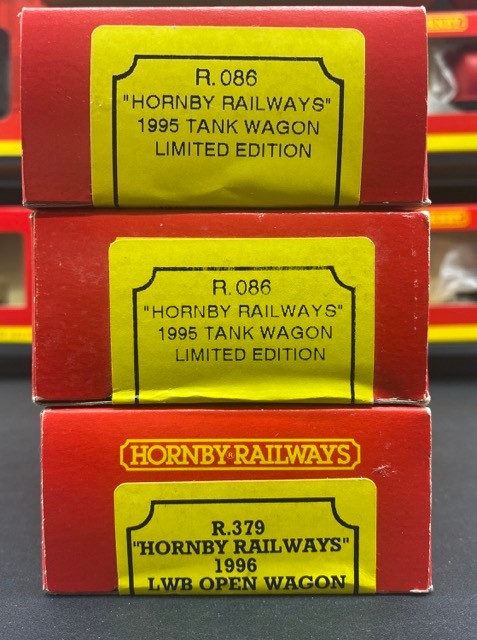 R.086
"HORNBY RAILWAYS"
1995 TANK WAGON
LIMITED EDITION
R.086
"HORNBY RAILWAYS"
1995 TANK WAGON
LIMITED EDITION
HORNBY RAILWAYS
R.379
"HORNBY RAILWAYS"
1996
LWB OPEN WAGON